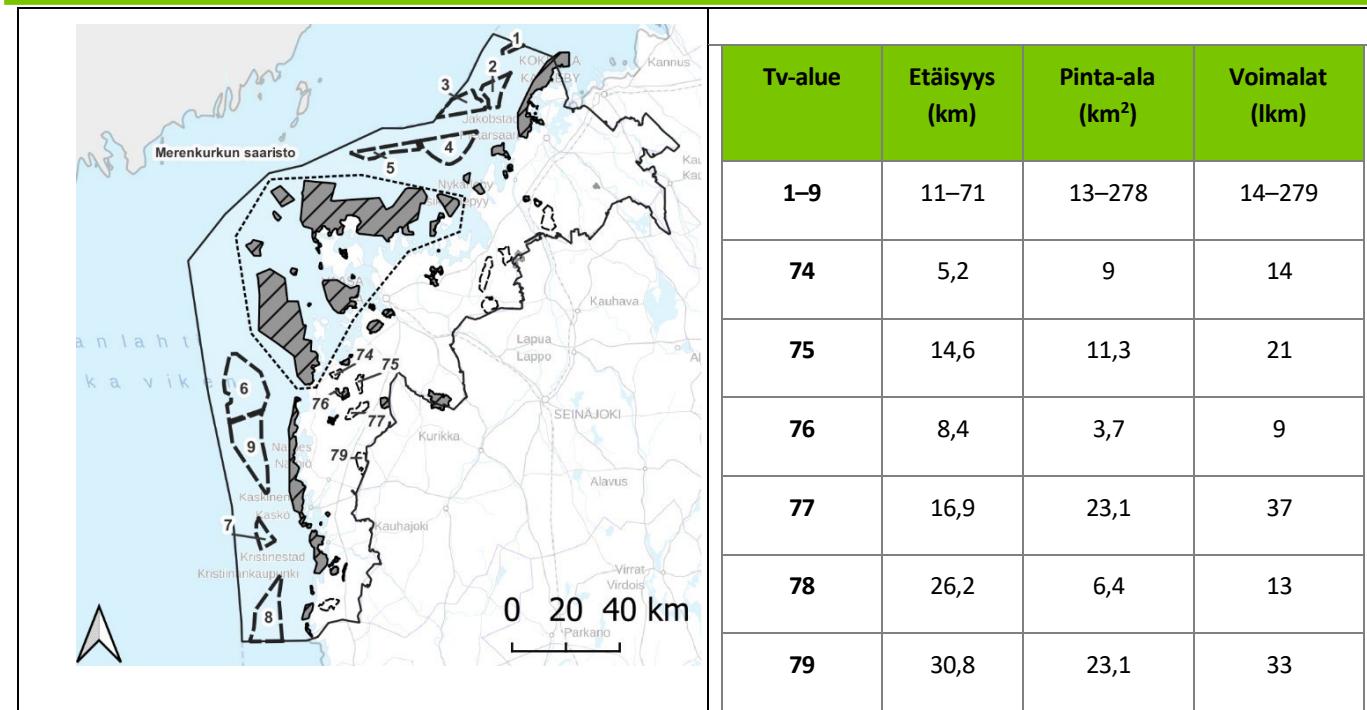 1
KOK
2
KA
BY
Kannus
3
Jakobstad
4
5
Merenkurkun saaristo
Kauhava
a n l a h t
Lapua
Lappo
k a v i k e n
6
74
75
76
77
SEINÄJOKI
9
79
Kurikka
Kaskinen
Kaskö
Alavus
7
Kauhajoki
Kristinestad
Kristiinankaupunki
8
Virrat
Virdois
0 20 40 km
Parkano
Tv-alue Etäisyys (km) Pinta-ala (km²) Voimalat (lkm)
1–9 11–71 13–278 14–279
74 5,2 9 14
75 14,6 11,3 21
76 8,4 3,7 9
77 16,9 23,1 37
78 26,2 6,4 13
79 30,8 23,1 33